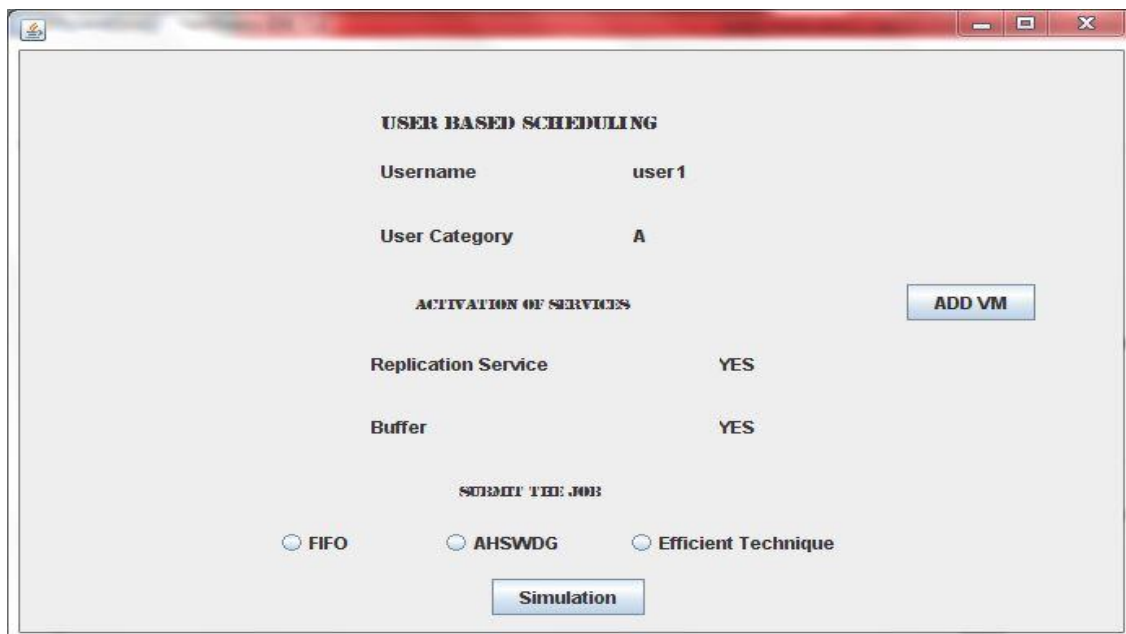 USER BASED SCHEDULING
Username user1
User Category A
ACTIVATION OF SERVICES ADD VM
Replication Service YES
Buffer YES
SUBMIT THE JOB
FIFO AHSWDG Efficient Technique
Simulation